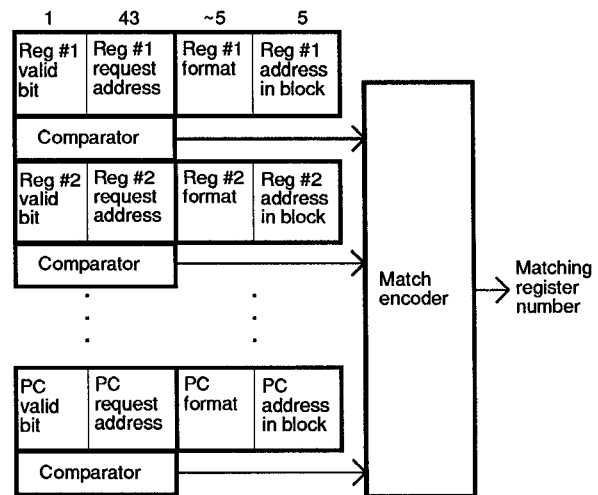 1 43 ~5 5
Reg #1 valid bit
Reg #1 request address
Reg #1 format
Reg #1 address in block
Comparator
Reg #2 valid bit
Reg #2 request address
Reg #2 format
Reg #2 address in block
Comparator
Match encoder
Matching register number
PC valid bit
PC request address
PC format
PC address in block
Comparator